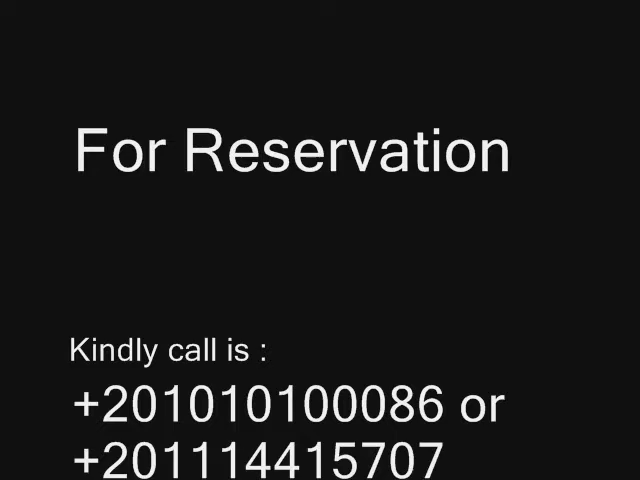 For Reservation
Kindly call is :
+201010100086 or
+201114415707